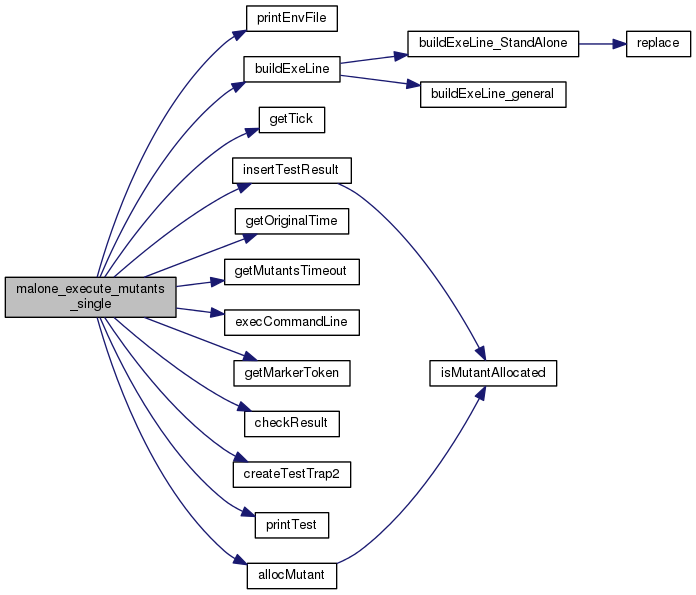 printEnvFile
buildExeLine
buildExeLine_StandAlone
replace
buildExeLine_general
getTick
insertTestResult
getOriginalTime
getMutantsTimeout
malone_execute_mutants
_single
execCommandLine
getMarkerToken
isMutantAllocated
checkResult
createTestTrap2
printTest
allocMutant